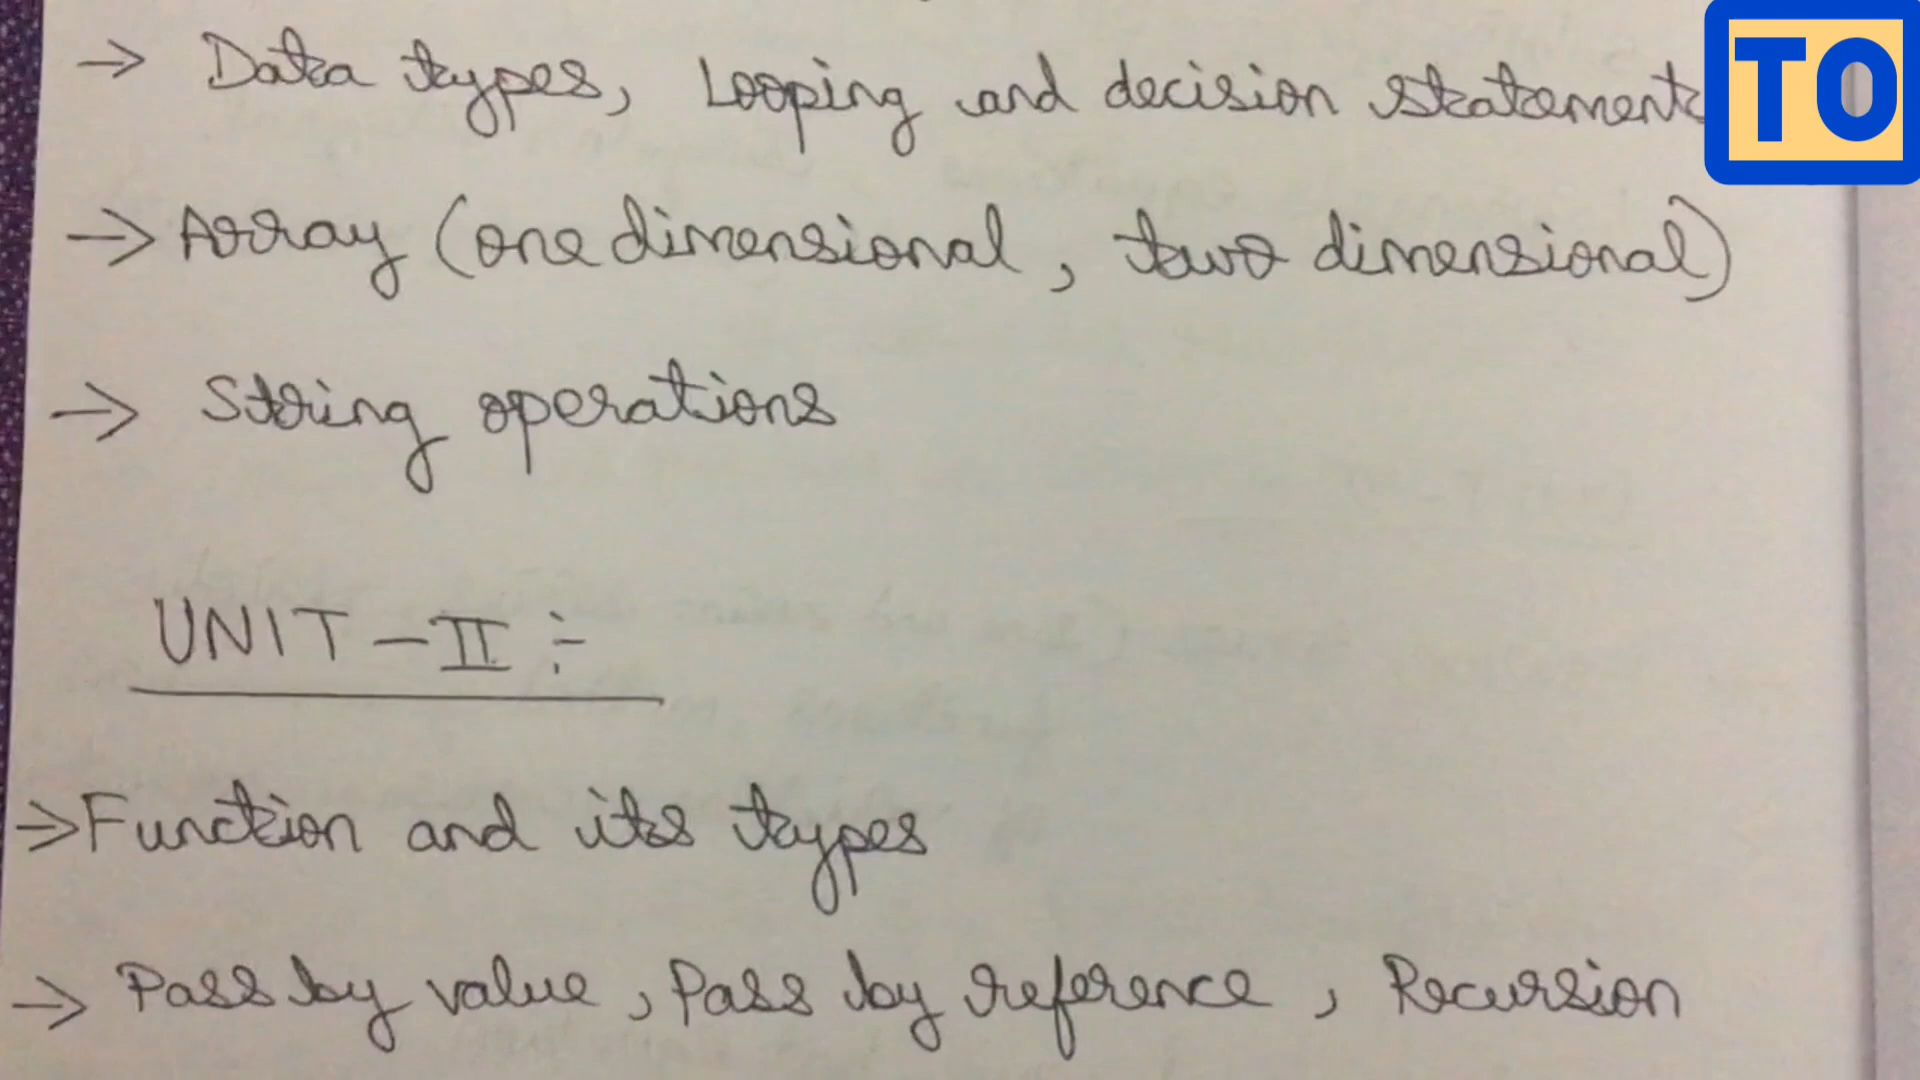 → Data types, Looping and decision statements
TO
→ Array (one dimensional, two dimensional)
→ String operations
UNIT – II :-
→ Function and its types
→ Pass by value, Pass by reference, Recursion